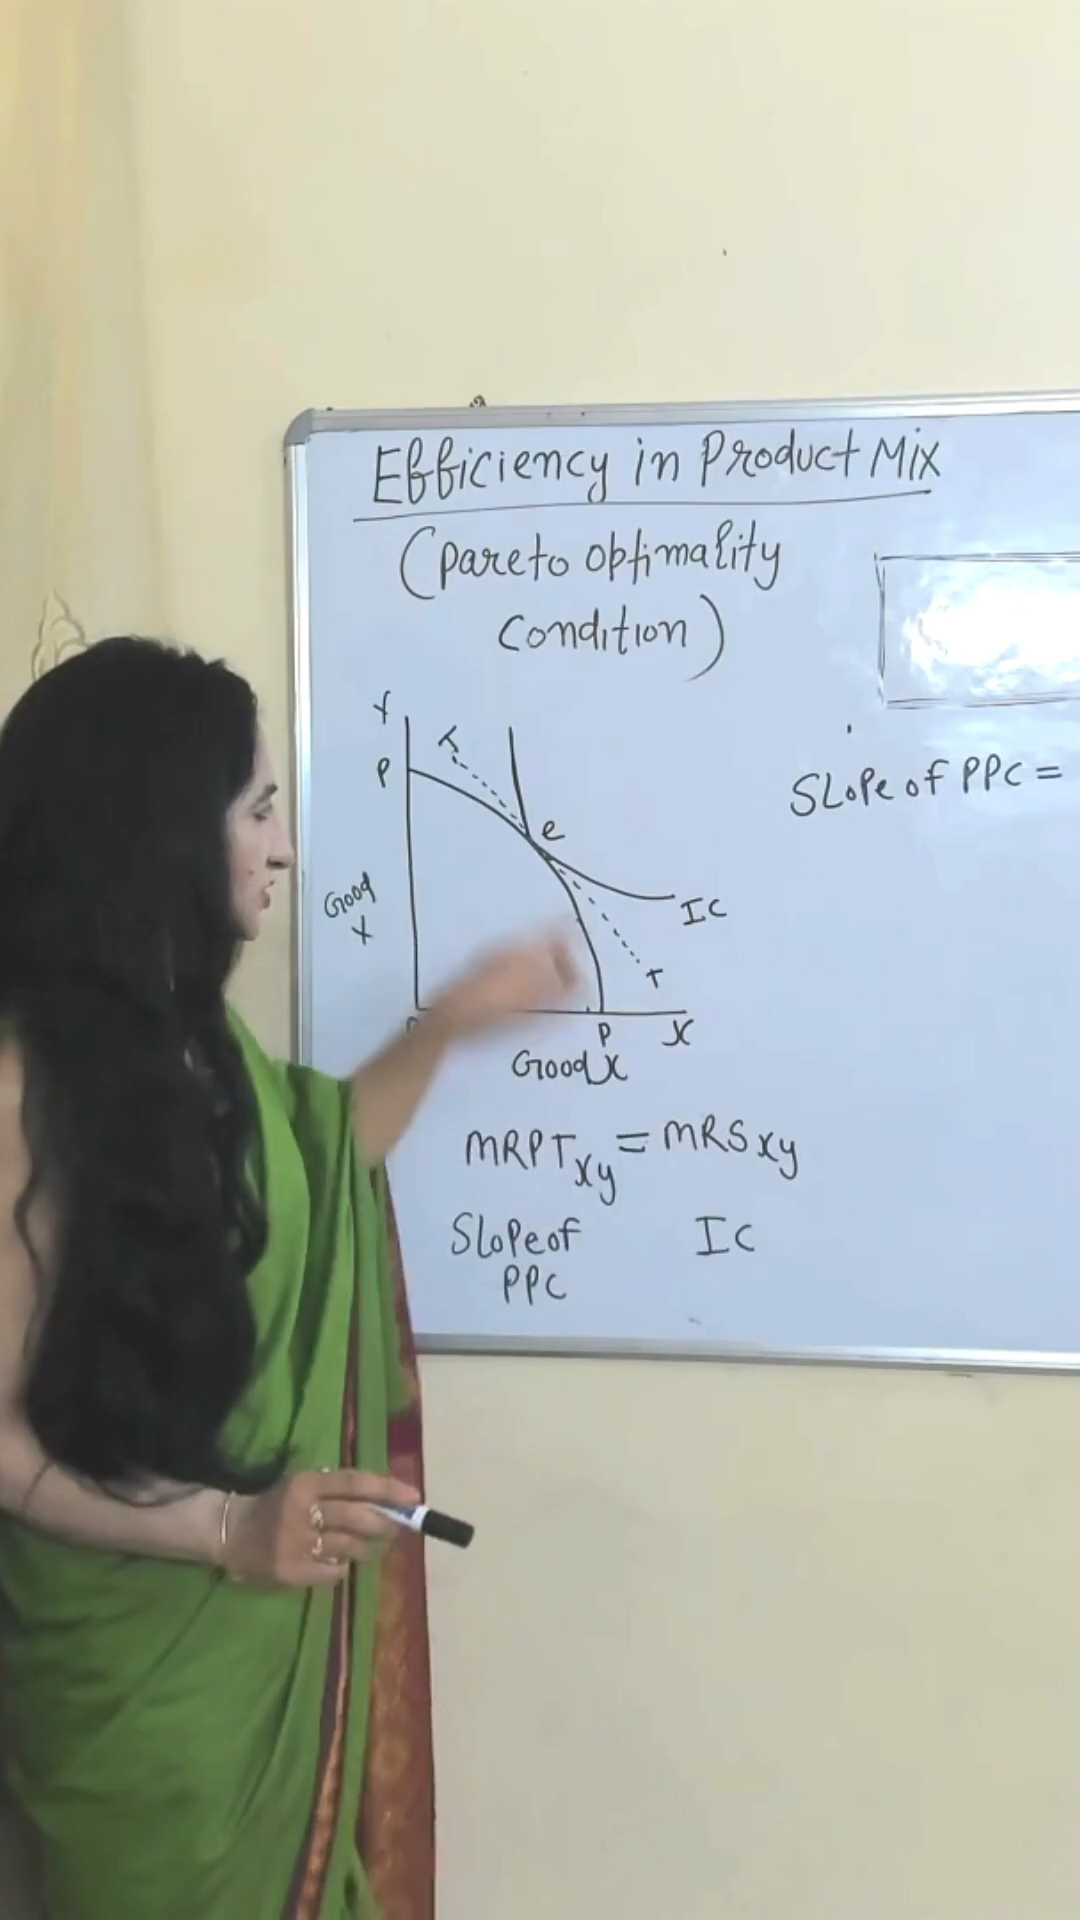 Efficiency in Product Mix
(Pareto optimality
Condition)
Y
T
P
e
Good
Y
IC
T
P
X
Good X
MRPTxy = MRSxy
Slope of IC
PPC
Slope of PPC =